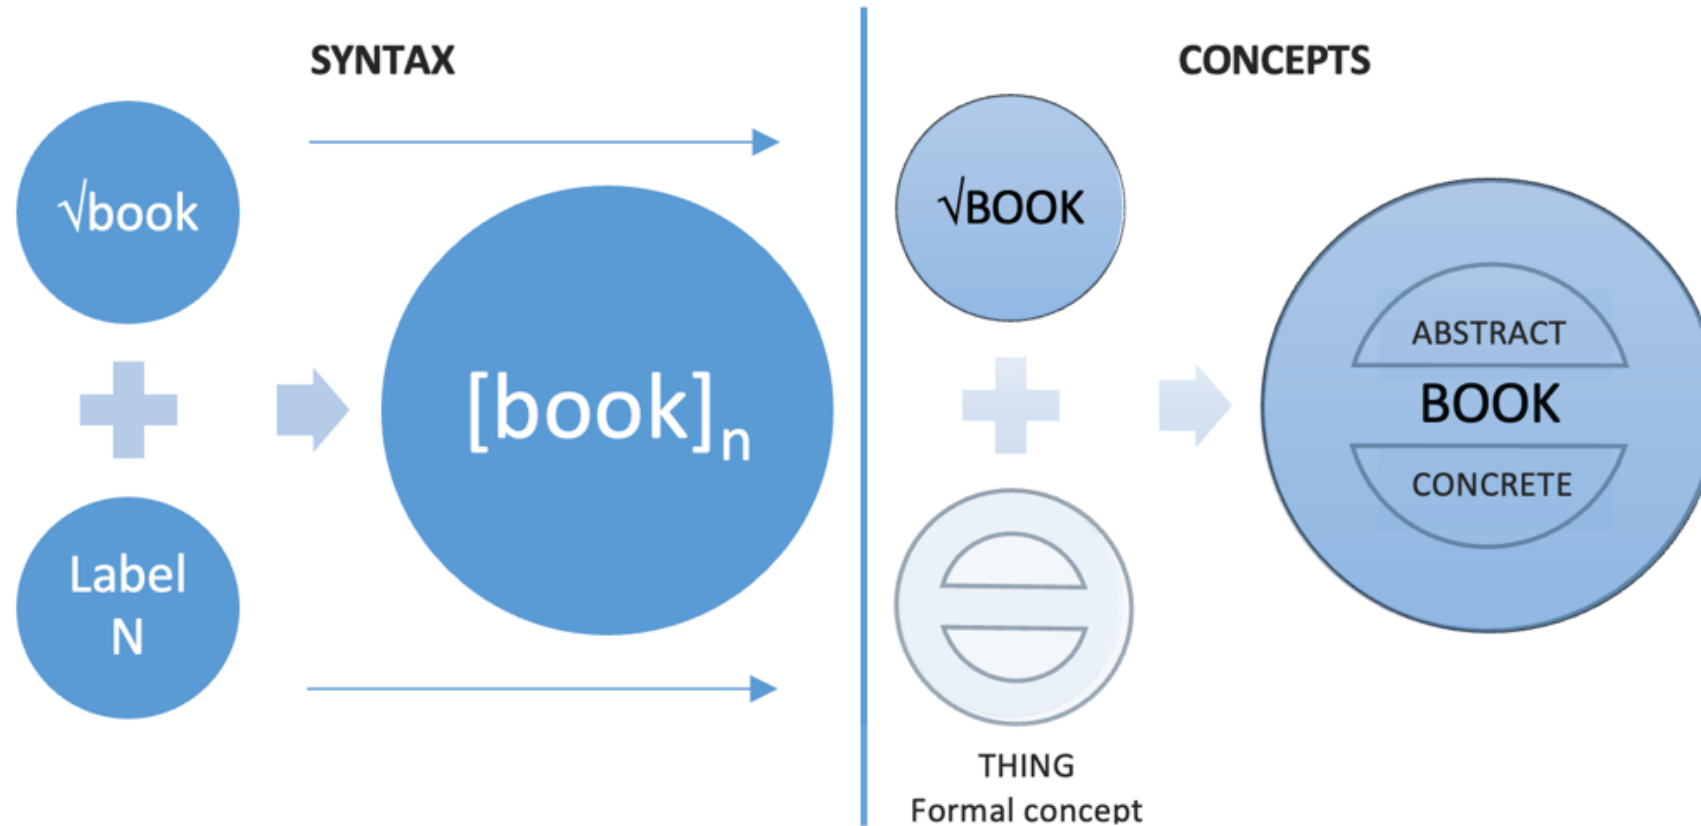 SYNTAX
√book
Label
N
[book]n
CONCEPTS
√BOOK
THING
Formal concept
ABSTRACT
BOOK
CONCRETE